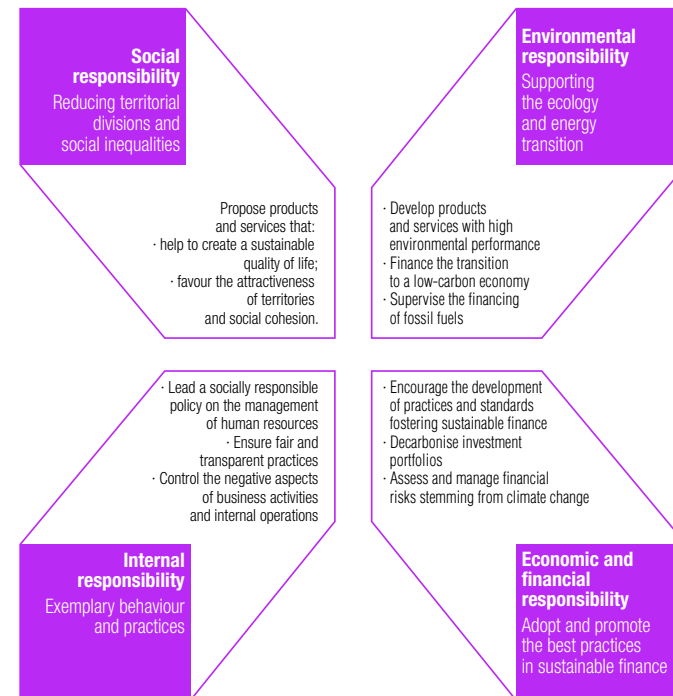 Social
responsibility
Reducing territorial
divisions and
social inequalities
Propose products
and services that:
· help to create a sustainable
quality of life;
· favour the attractiveness
of territories
and social cohesion.
Environmental
responsibility
Supporting
the ecology
and energy
transition
· Develop products
and services with high
environmental performance
· Finance the transition
to a low-carbon economy
· Supervise the financing
of fossil fuels
· Lead a socially responsible
policy on the management
of human resources
· Ensure fair and
transparent practices
· Control the negative aspects
of business activities
and internal operations
Internal
responsibility
Exemplary behaviour
and practices
· Encourage the development
of practices and standards
fostering sustainable finance
· Decarbonise investment
portfolios
· Assess and manage financial
risks stemming from climate change
Economic and
financial
responsibility
Adopt and promote
the best practices
in sustainable finance